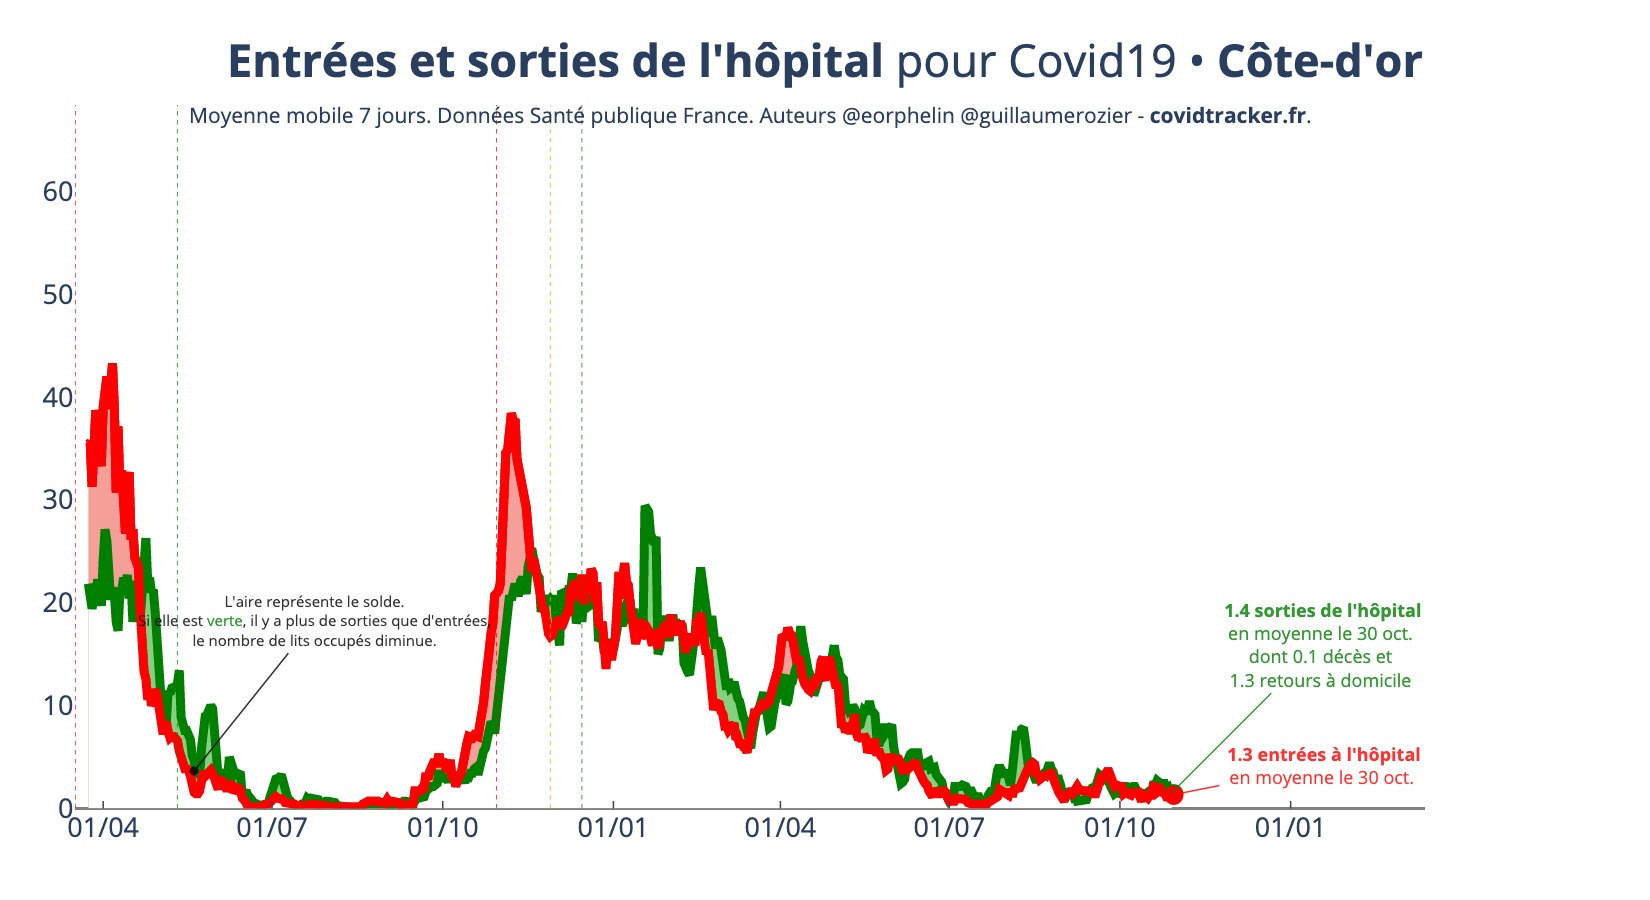 Entrées et sorties de l'hôpital pour Covid19 • Côte-d'or
Moyenne mobile 7 jours. Données Santé publique France. Auteurs @eorphelin @guillaumerozier - covidtracker.fr.
60
50
40
30
20
10
0
L'aire représente le solde.
Si elle est verte, il y a plus de sorties que d'entrées,
le nombre de lits occupés diminue.
1.4 sorties de l'hôpital
en moyenne le 30 oct.
dont 0.1 décès et
1.3 retours à domicile
1.3 entrées à l'hôpital
en moyenne le 30 oct.
01/04 01/07 01/10 01/01 01/04 01/07 01/10 01/01